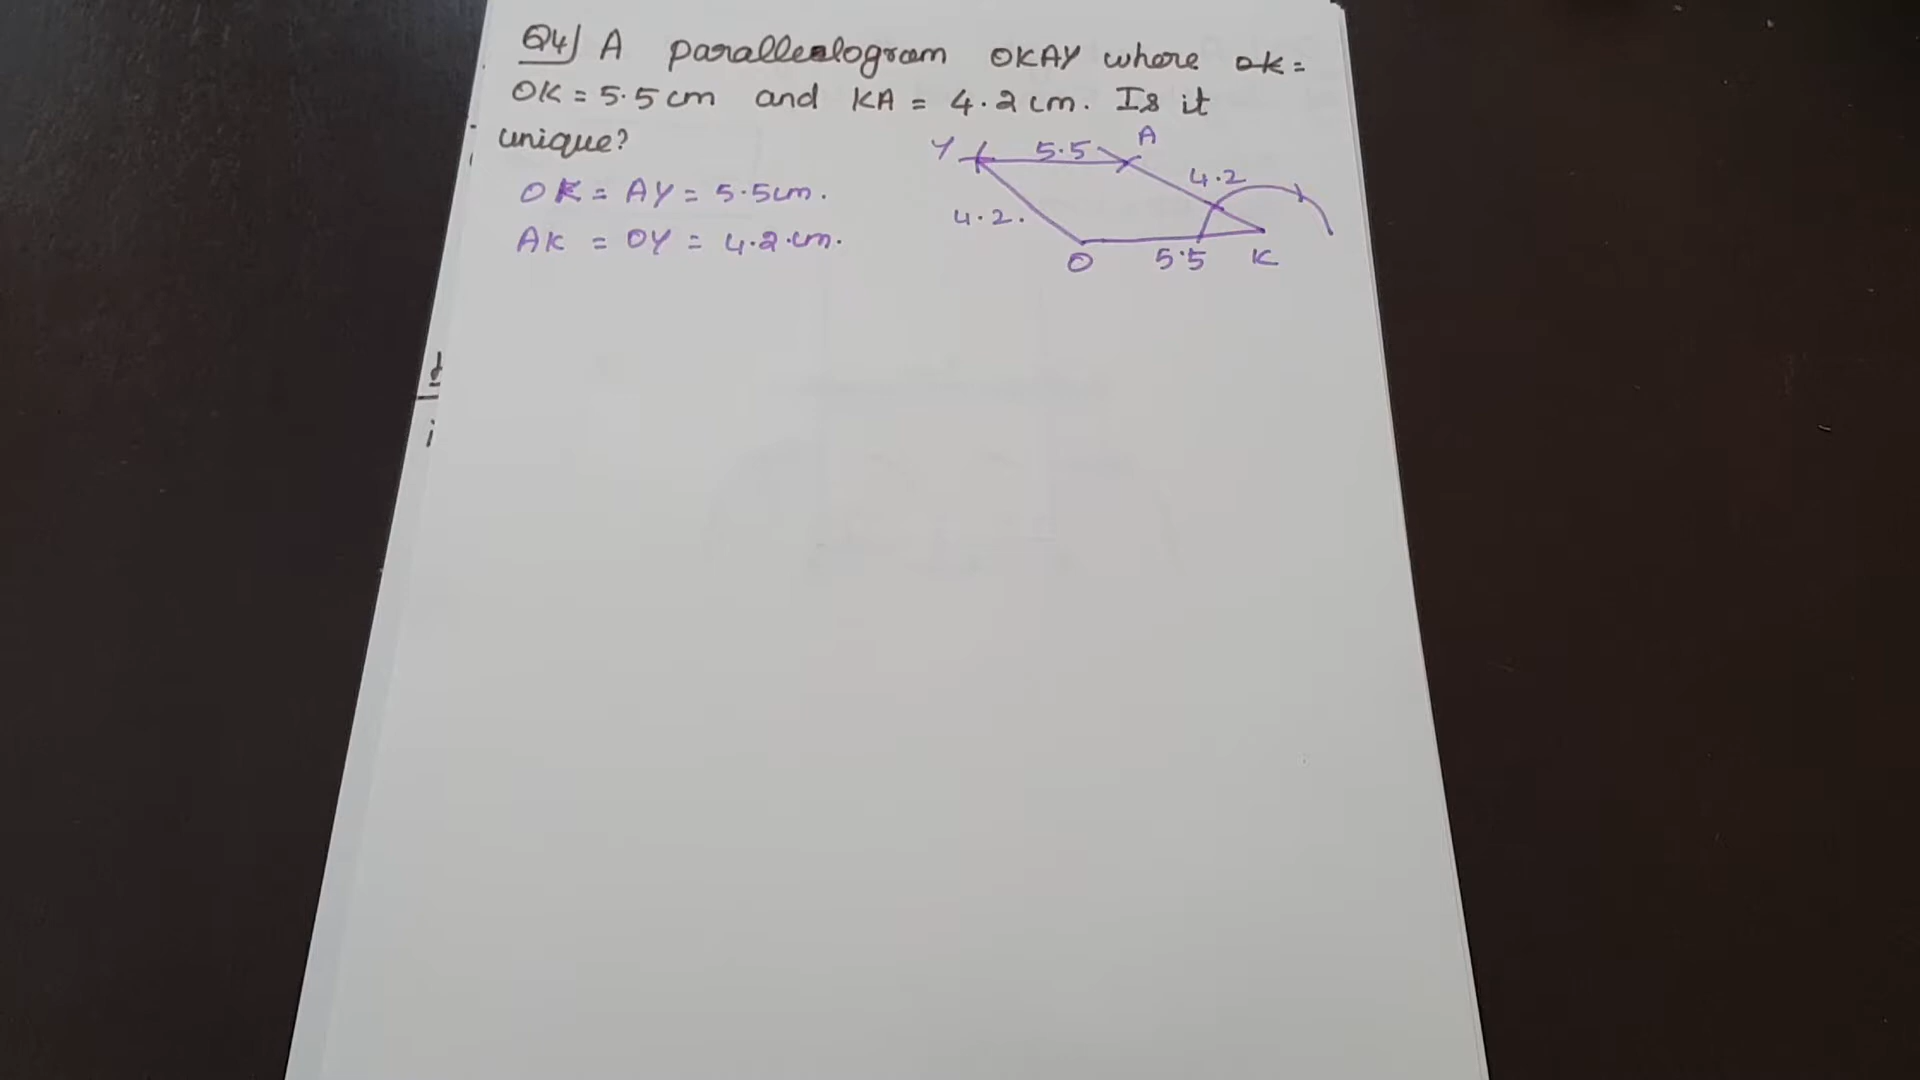 Q4) A parallelogram OKAY where OK =
OK = 5.5 cm and KA = 4.2 cm. Is it
unique?
OK = AY = 5.5cm.
AK = OY = 4.2.cm.
Y 5.5 A
4.2
4.2.
O 5.5 K
i